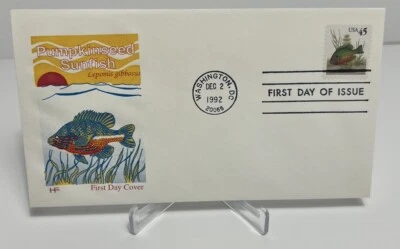 Pumpkinseed
Sunfish
Lepomis gibbosus
USA 45
WASHINGTON, DC
DEC 2
1992
20066
FIRST DAY OF ISSUE
First Day Cover